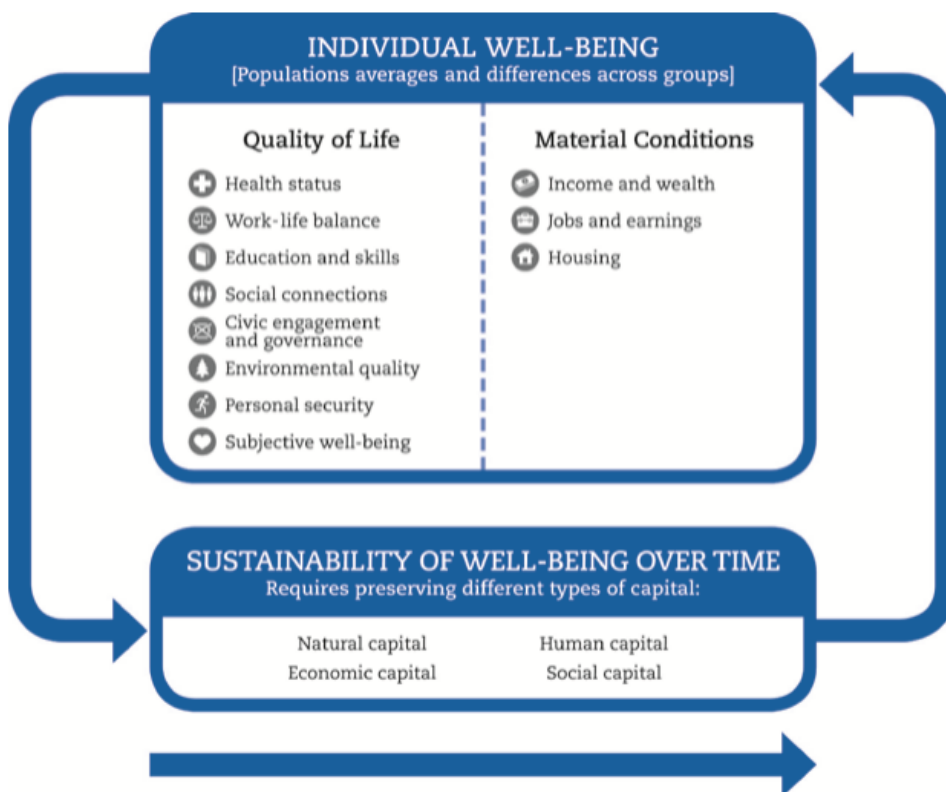 INDIVIDUAL WELL-BEING
[Populations averages and differences across groups]
Quality of Life
Health status
Work-life balance
Education and skills
Social connections
Civic engagement
and governance
Environmental quality
Personal security
Subjective well-being
Material Conditions
Income and wealth
Jobs and earnings
Housing
SUSTAINABILITY OF WELL-BEING OVER TIME
Requires preserving different types of capital:
Natural capital
Economic capital
Human capital
Social capital